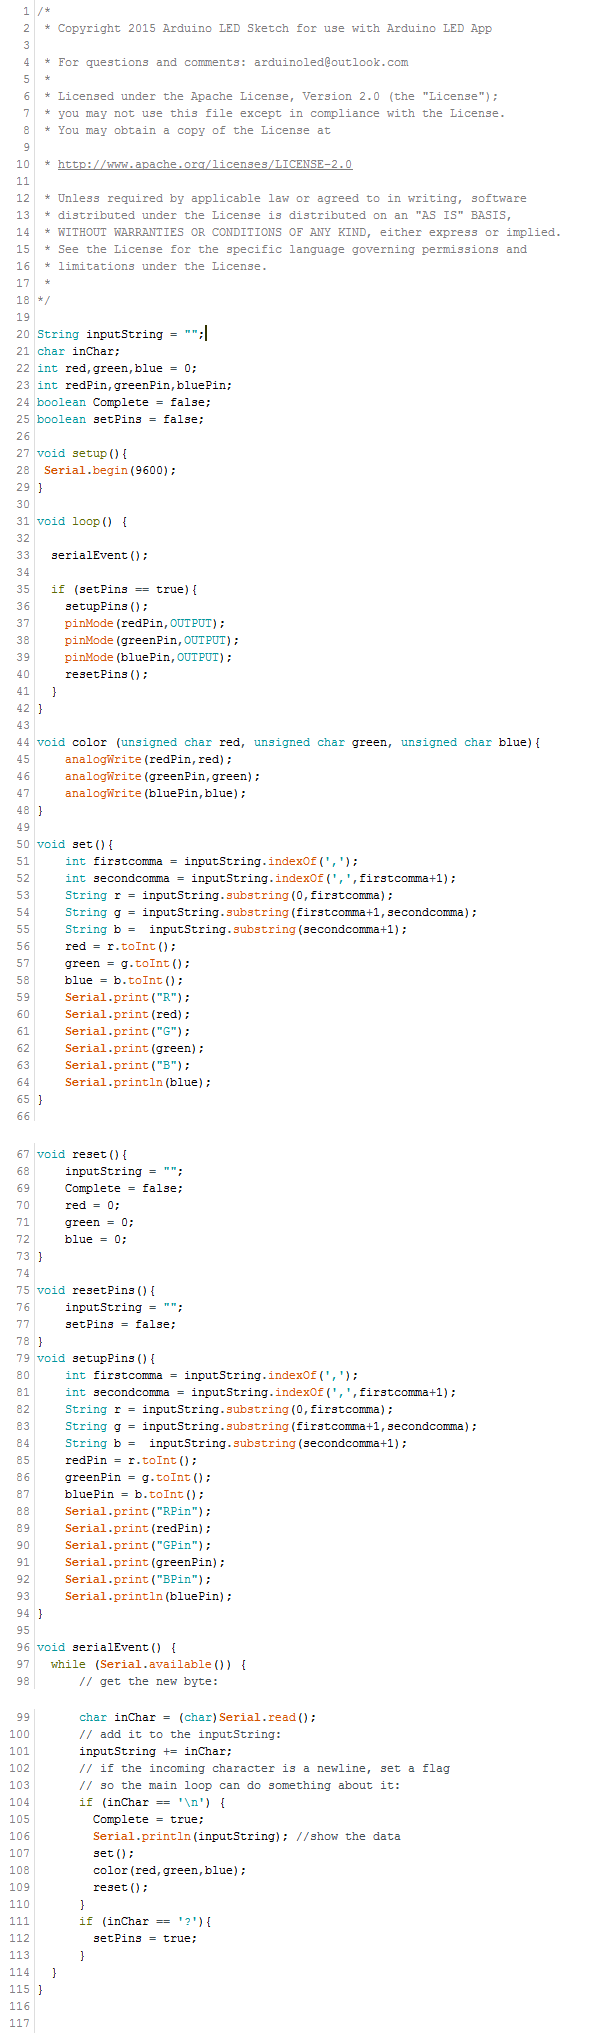 1 /*
2  * Copyright 2015 Arduino LED Sketch for use with Arduino LED App
3
4  * For questions and comments: arduinoled@outlook.com
5  *
6  * Licensed under the Apache License, Version 2.0 (the "License");
7  * you may not use this file except in compliance with the License.
8  * You may obtain a copy of the License at
9
10  * http://www.apache.org/licenses/LICENSE-2.0
11
12  * Unless required by applicable law or agreed to in writing, software
13  * distributed under the License is distributed on an "AS IS" BASIS,
14  * WITHOUT WARRANTIES OR CONDITIONS OF ANY KIND, either express or implied.
15  * See the License for the specific language governing permissions and
16  * limitations under the License.
17  *
18 */
19
20 String inputString = "";
21 char inChar;
22 int red,green,blue = 0;
23 int redPin,greenPin,bluePin;
24 boolean Complete = false;
25 boolean setPins = false;
26
27 void setup(){
28  Serial.begin(9600);
29 }
30
31 void loop() {
32
33   serialEvent();
34
35   if (setPins == true){
36     setupPins();
37     pinMode(redPin,OUTPUT);
38     pinMode(greenPin,OUTPUT);
39     pinMode(bluePin,OUTPUT);
40     resetPins();
41   }
42 }
43
44 void color (unsigned char red, unsigned char green, unsigned char blue){
45     analogWrite(redPin,red);
46     analogWrite(greenPin,green);
47     analogWrite(bluePin,blue);
48 }
49
50 void set(){
51     int firstcomma = inputString.indexOf(',');
52     int secondcomma = inputString.indexOf(',',firstcomma+1);
53     String r = inputString.substring(0,firstcomma);
54     String g = inputString.substring(firstcomma+1,secondcomma);
55     String b =  inputString.substring(secondcomma+1);
56     red = r.toInt();
57     green = g.toInt();
58     blue = b.toInt();
59     Serial.print("R");
60     Serial.print(red);
61     Serial.print("G");
62     Serial.print(green);
63     Serial.print("B");
64     Serial.println(blue);
65 }
66
67 void reset(){
68     inputString = "";
69     Complete = false;
70     red = 0;
71     green = 0;
72     blue = 0;
73 }
74
75 void resetPins(){
76     inputString = "";
77     setPins = false;
78 }
79 void setupPins(){
80     int firstcomma = inputString.indexOf(',');
81     int secondcomma = inputString.indexOf(',',firstcomma+1);
82     String r = inputString.substring(0,firstcomma);
83     String g = inputString.substring(firstcomma+1,secondcomma);
84     String b =  inputString.substring(secondcomma+1);
85     redPin = r.toInt();
86     greenPin = g.toInt();
87     bluePin = b.toInt();
88     Serial.print("RPin");
89     Serial.print(redPin);
90     Serial.print("GPin");
91     Serial.print(greenPin);
92     Serial.print("BPin");
93     Serial.println(bluePin);
94 }
95
96 void serialEvent() {
97   while (Serial.available()) {
98       // get the new byte:
99       char inChar = (char)Serial.read();
100       // add it to the inputString:
101       inputString += inChar;
102       // if the incoming character is a newline, set a flag
103       // so the main loop can do something about it:
104       if (inChar == '\n') {
105         Complete = true;
106         Serial.println(inputString); //show the data
107         set();
108         color(red,green,blue);
109         reset();
110       }
111       if (inChar == '?'){
112         setPins = true;
113       }
114   }
115 }
116
117